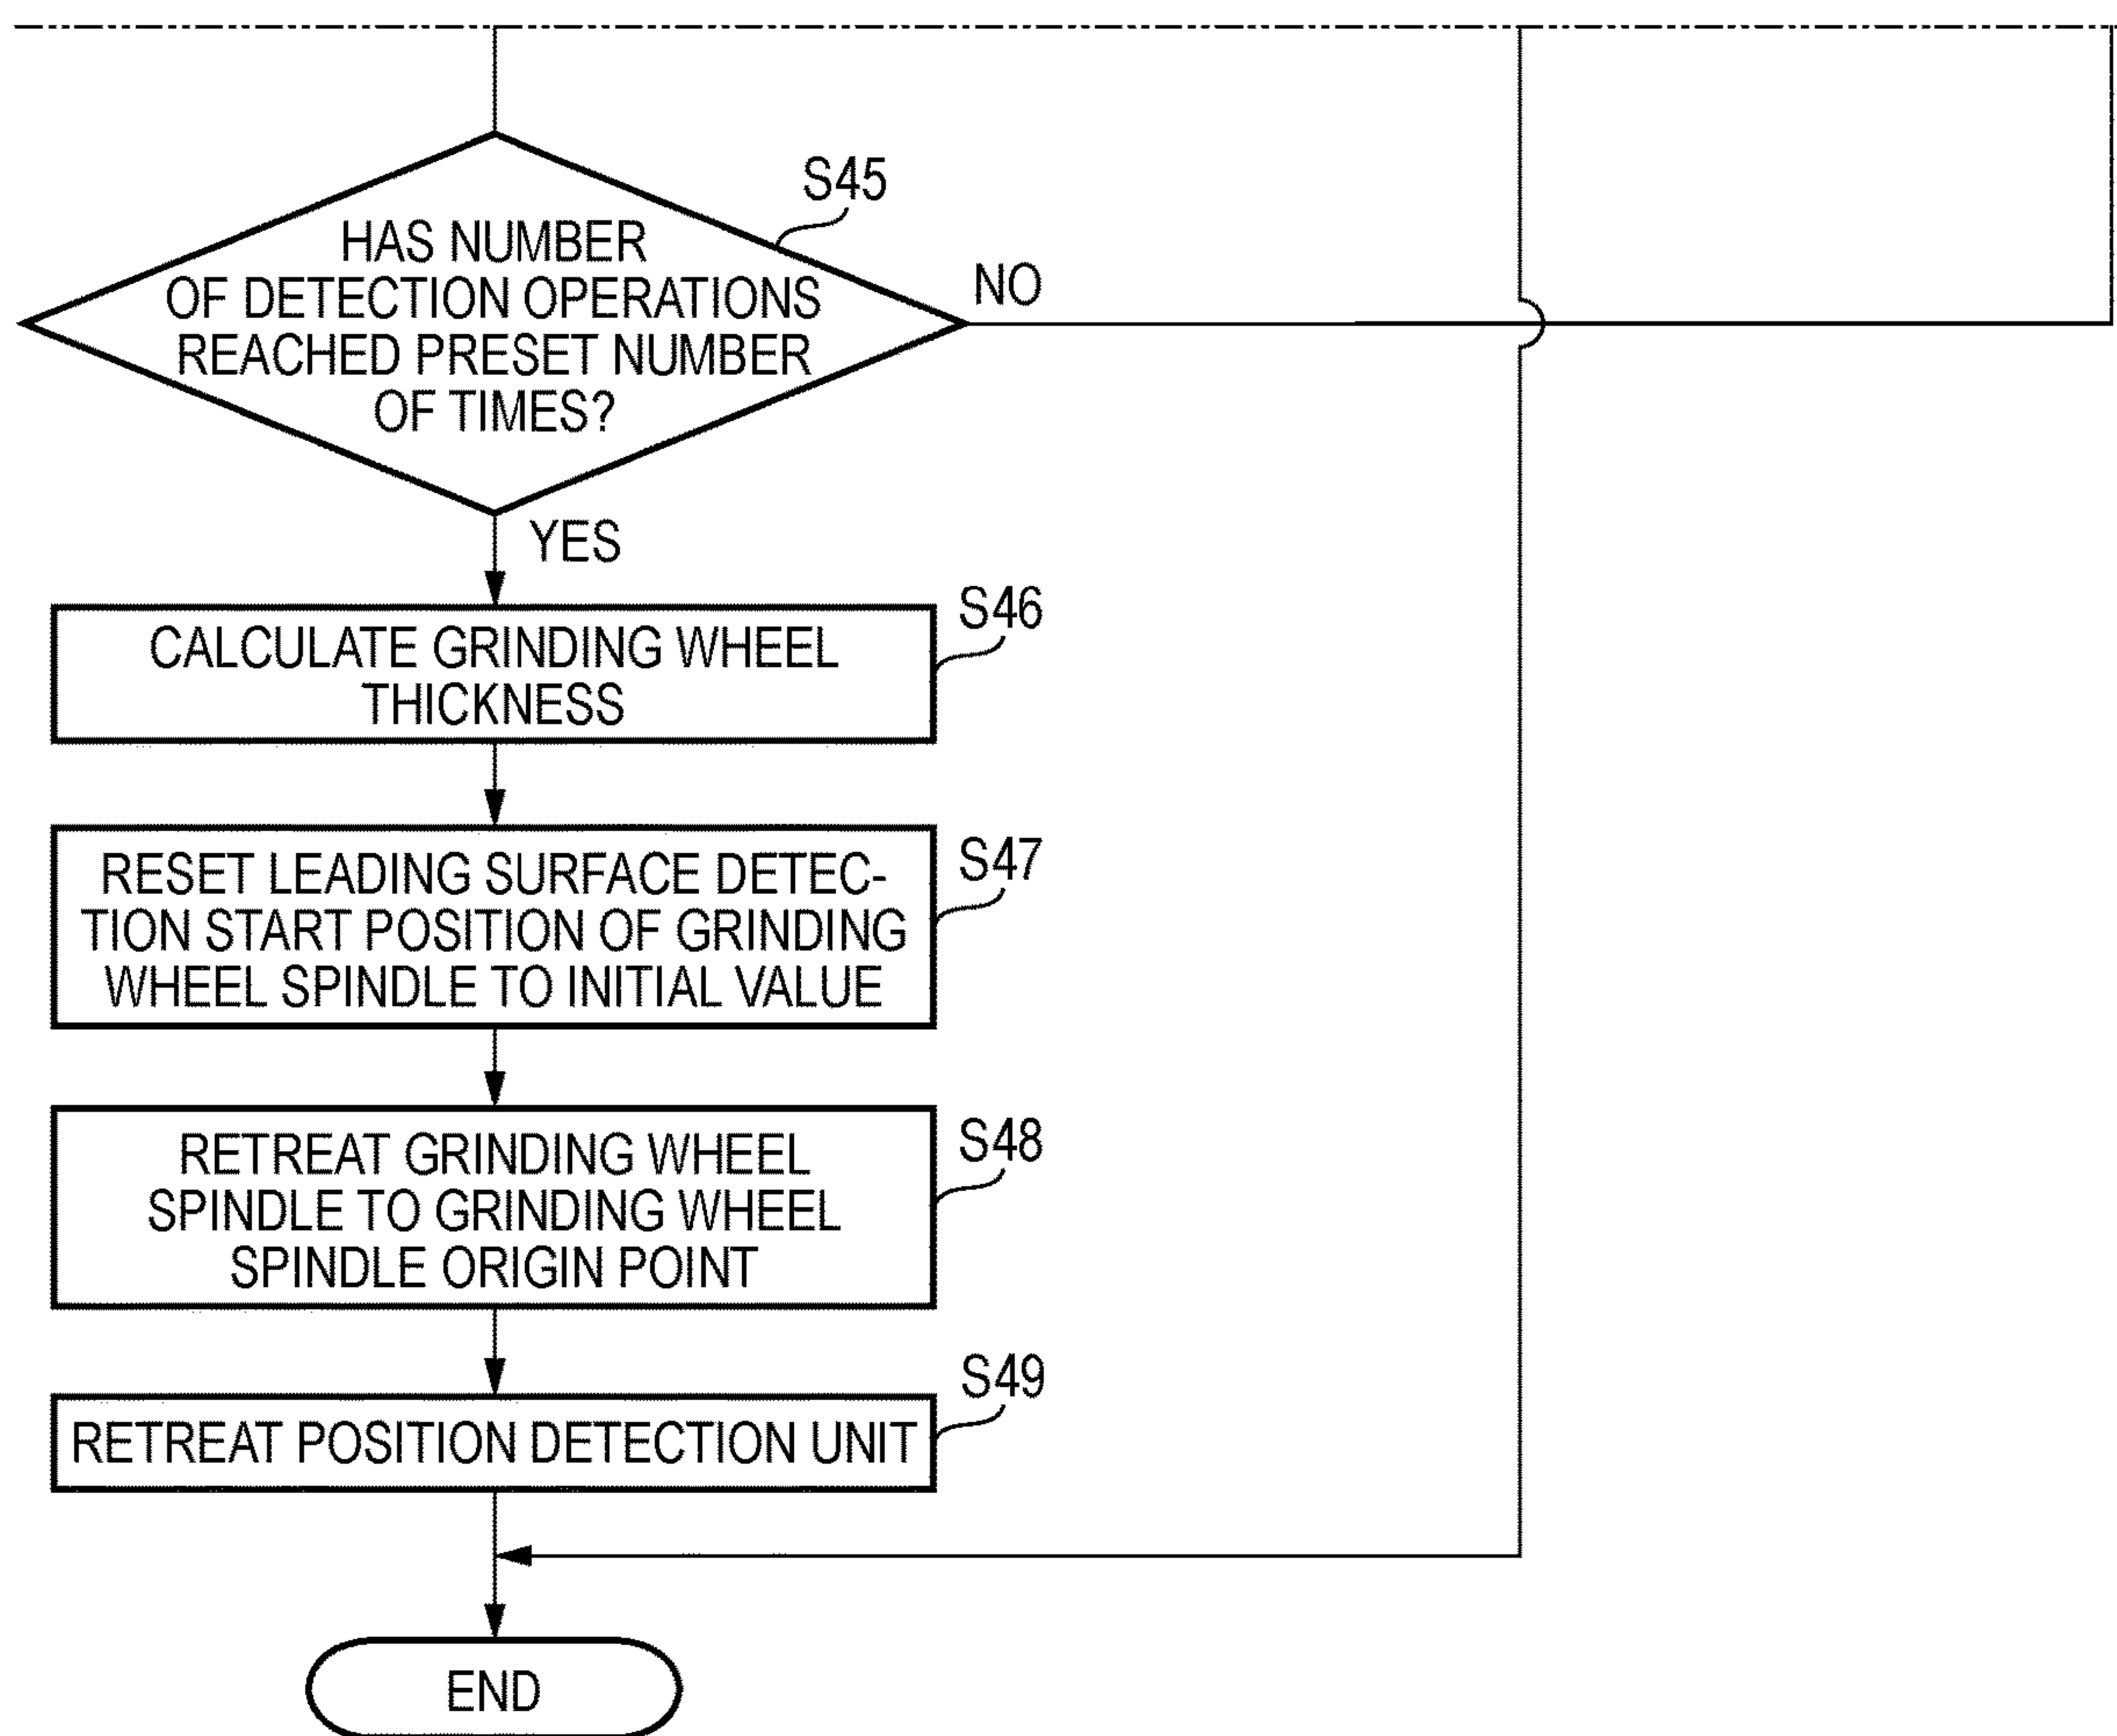 S45
HAS NUMBER
OF DETECTION OPERATIONS
REACHED PRESET NUMBER
OF TIMES?
NO
YES
S46
CALCULATE GRINDING WHEEL
THICKNESS
S47
RESET LEADING SURFACE DETEC-
TION START POSITION OF GRINDING
WHEEL SPINDLE TO INITIAL VALUE
S48
RETREAT GRINDING WHEEL
SPINDLE TO GRINDING WHEEL
SPINDLE ORIGIN POINT
S49
RETREAT POSITION DETECTION UNIT
END